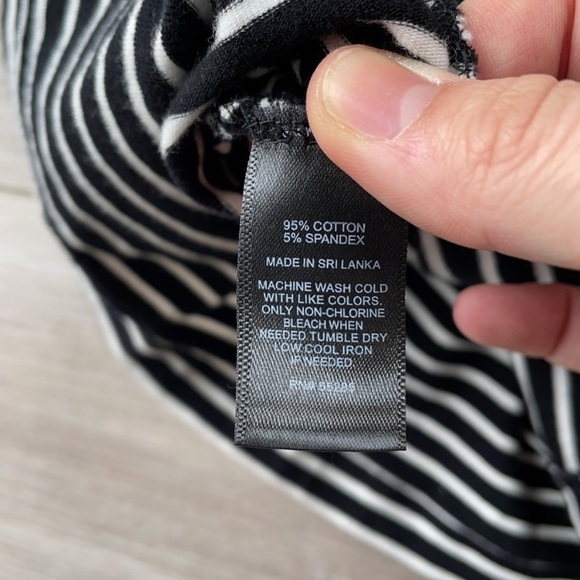 95% COTTON
5% SPANDEX
MADE IN SRI LANKA
MACHINE WASH COLD
WITH LIKE COLORS.
ONLY NON-CHLORINE
BLEACH WHEN
NEEDED TUMBLE DRY
LOW COOL IRON
IF NEEDED
RN#